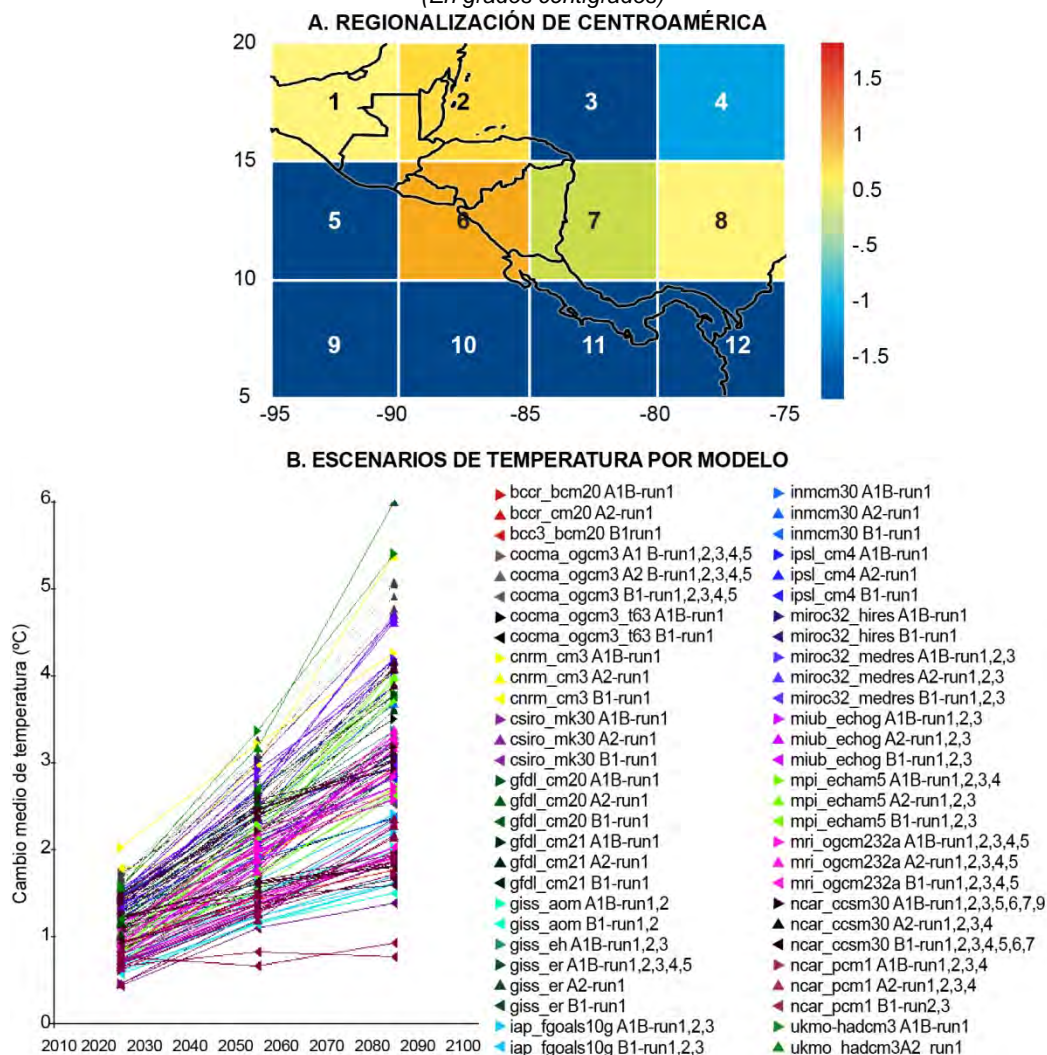 (En grados centígrados)
A. REGIONALIZACIÓN DE CENTROAMÉRICA
20
15
10
5
1
2
3
4
5
6
7
8
9
10
11
12
-95
-90
-85
-80
-75
1.5
1
0.5
-.5
-1
-1.5
B. ESCENARIOS DE TEMPERATURA POR MODELO
Cambio medio de temperatura (ºC)
6
5
4
3
2
1
0
2010 2020 2030 2040 2050 2060 2070 2080 2090 2100
bccr_bcm20 A1B-run1
bccr_cm20 A2-run1
bcc3_bcm20 B1run1
cocma_ogcm3 A1 B-run1,2,3,4,5
cocma_ogcm3 A2 B-run1,2,3,4,5
cocma_ogcm3 B1-run1,2,3,4,5
cocma_ogcm3_t63 A1B-run1
cocma_ogcm3_t63 B1-run1
cnrm_cm3 A1B-run1
cnrm_cm3 A2-run1
cnrm_cm3 B1-run1
csiro_mk30 A1B-run1
csiro_mk30 A2-run1
csiro_mk30 B1-run1
gfdl_cm20 A1B-run1
gfdl_cm20 A2-run1
gfdl_cm20 B1-run1
gfdl_cm21 A1B-run1
gfdl_cm21 A2-run1
gfdl_cm21 B1-run1
giss_aom A1B-run1,2
giss_aom B1-run1,2
giss_eh A1B-run1,2,3
giss_er A1B-run1,2,3,4,5
giss_er A2-run1
giss_er B1-run1
iap_fgoals10g A1B-run1,2,3
iap_fgoals10g B1-run1,2,3
inmcm30 A1B-run1
inmcm30 A2-run1
inmcm30 B1-run1
ipsl_cm4 A1B-run1
ipsl_cm4 A2-run1
ipsl_cm4 B1-run1
miroc32_hires A1B-run1
miroc32_hires B1-run1
miroc32_medres A1B-run1,2,3
miroc32_medres A2-run1,2,3
miroc32_medres B1-run1,2,3
miub_echog A1B-run1,2,3
miub_echog A2-run1,2,3
miub_echog B1-run1,2,3
mpi_echam5 A1B-run1,2,3,4
mpi_echam5 A2-run1,2,3
mpi_echam5 B1-run1,2,3
mri_ogcm232a A1B-run1,2,3,4,5
mri_ogcm232a A2-run1,2,3,4,5
mri_ogcm232a B1-run1,2,3,4,5
ncar_ccsm30 A1B-run1,2,3,5,6,7,9
ncar_ccsm30 A2-run1,2,3,4
ncar_ccsm30 B1-run1,2,3,4,5,6,7
ncar_pcm1 A1B-run1,2,3,4
ncar_pcm1 A2-run1,2,3,4
ncar_pcm1 B1-run2,3
ukmo-hadcm3 A1B-run1
ukmo_hadcm3A2_run1